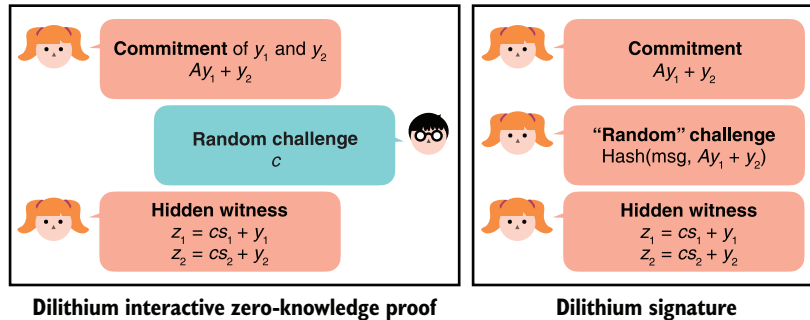 Commitment of y₁ and y₂
Ay₁ + y₂
Random challenge
c
Hidden witness
z₁ = cs₁ + y₁
z₂ = cs₂ + y₂
Dilithium interactive zero-knowledge proof
Commitment
Ay₁ + y₂
“Random” challenge
Hash(msg, Ay₁ + y₂)
Hidden witness
z₁ = cs₁ + y₁
z₂ = cs₂ + y₂
Dilithium signature